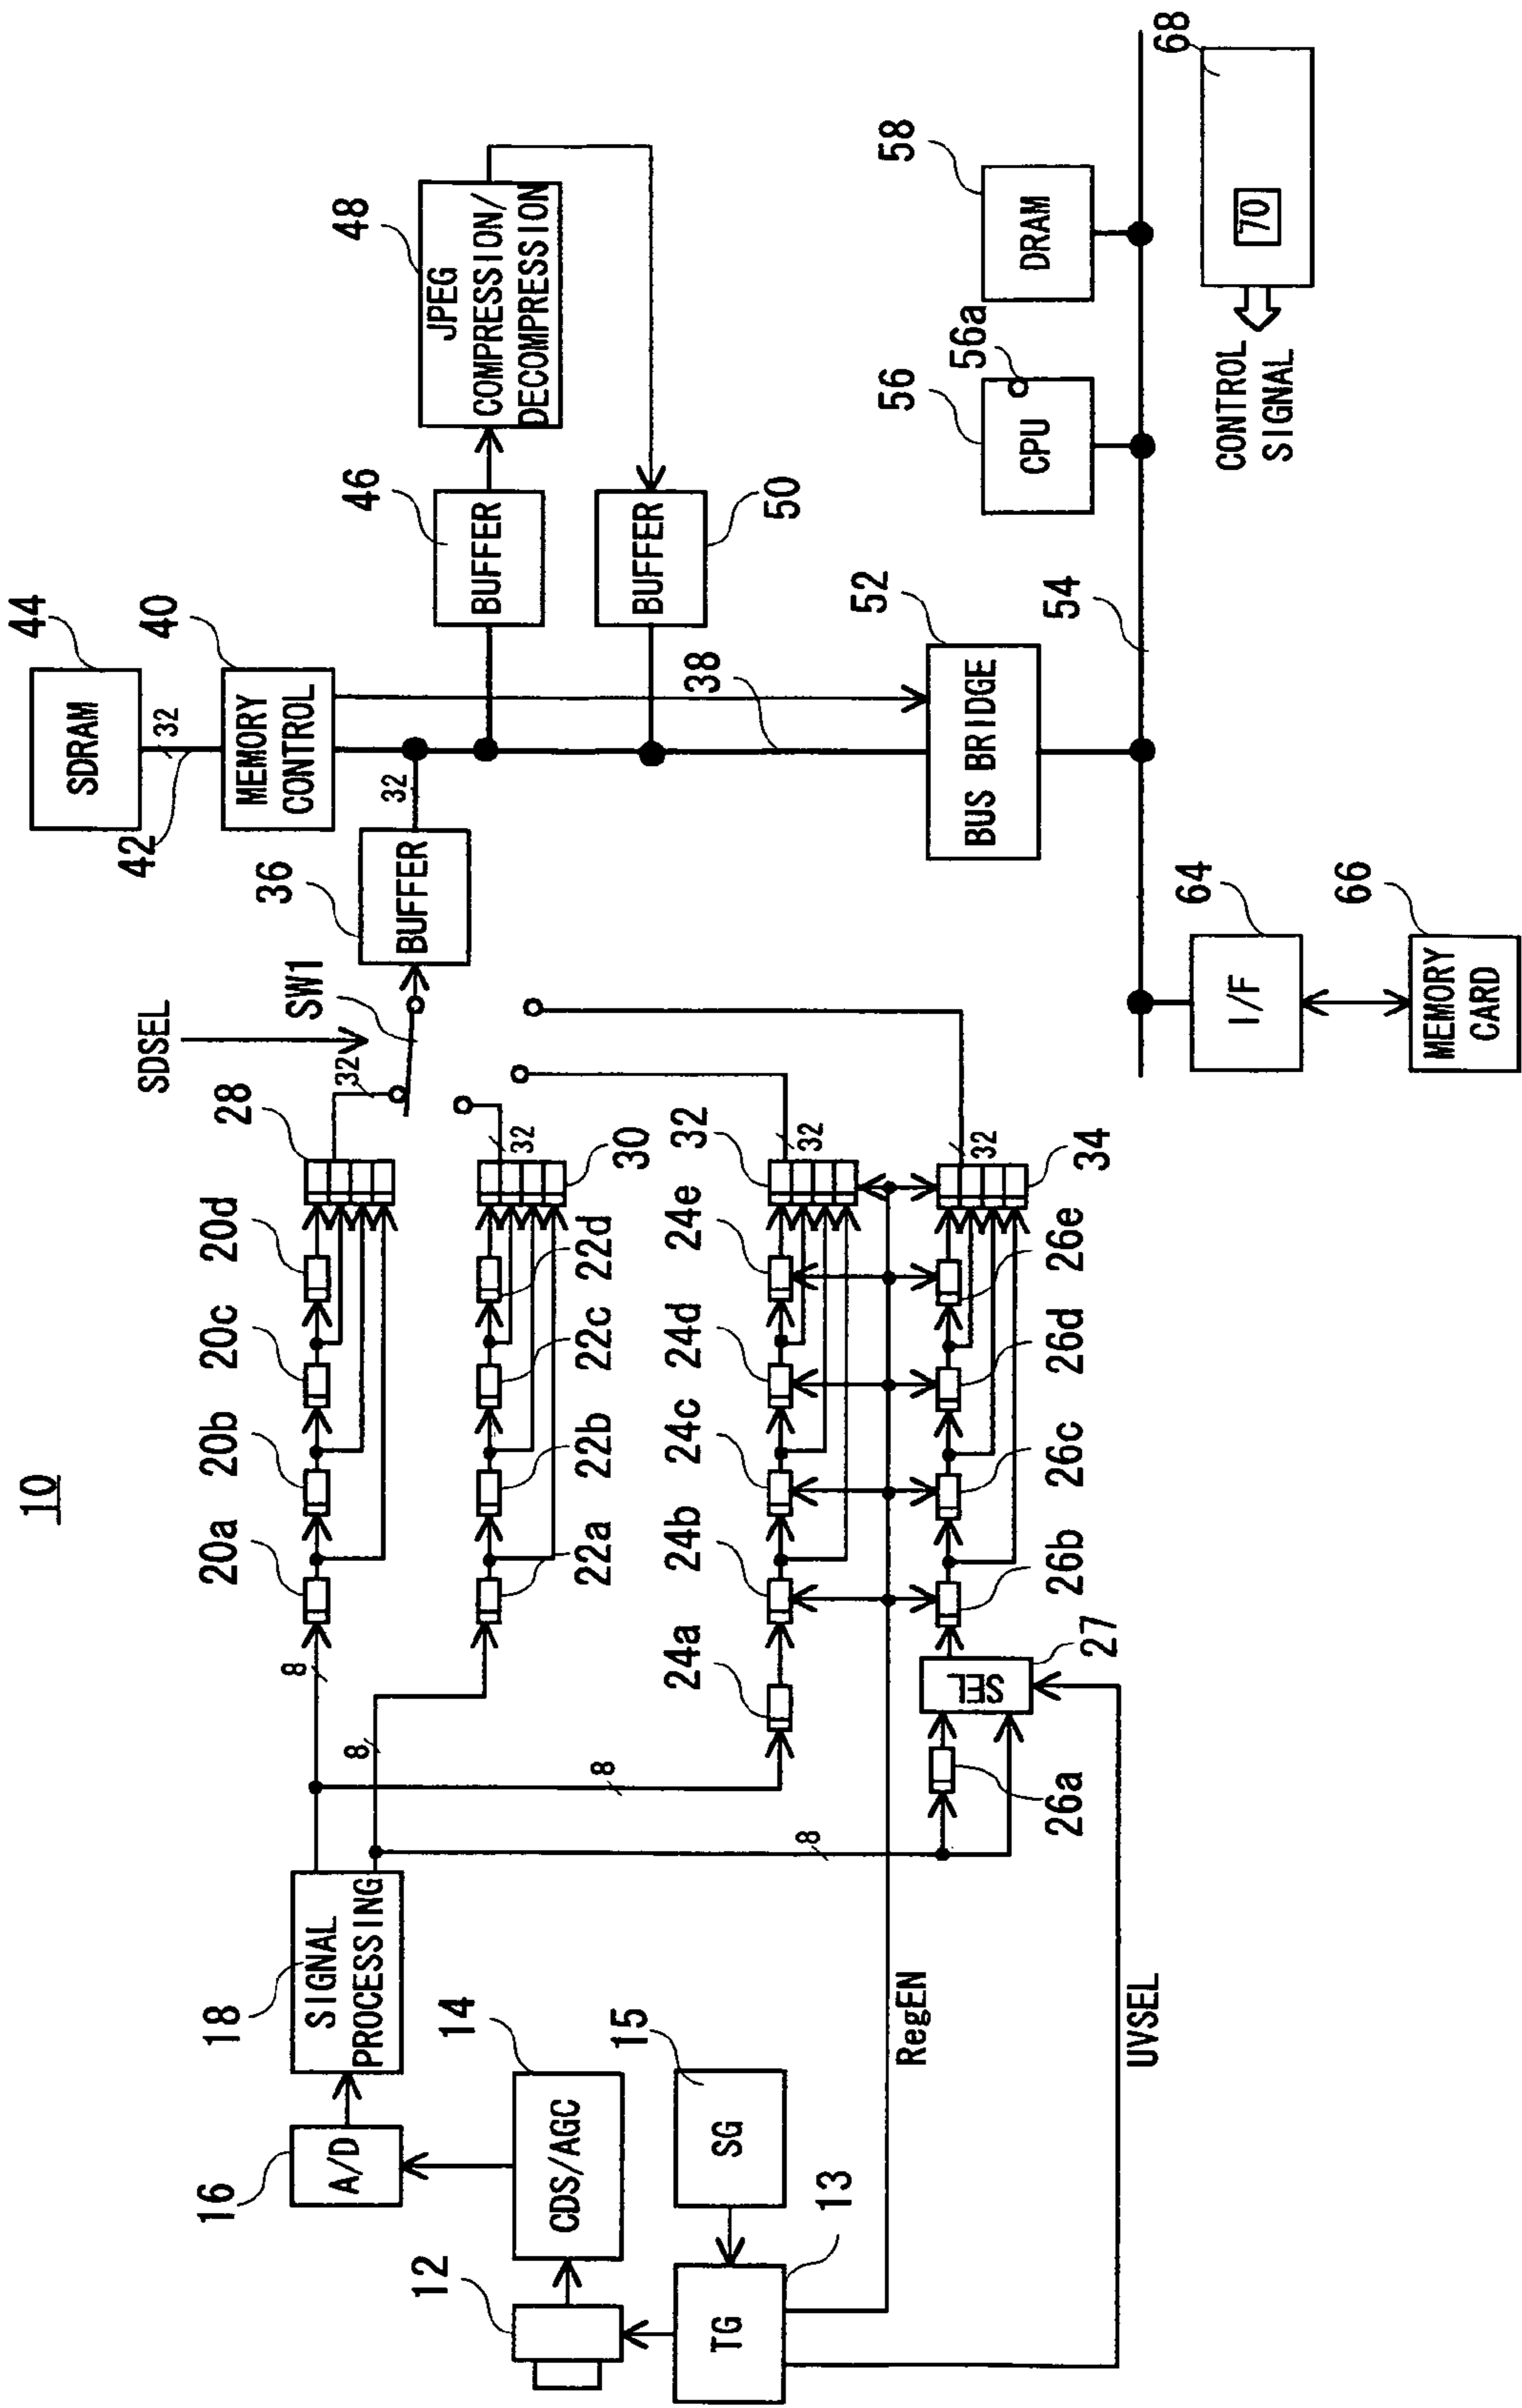 10
44
SDRAM
32
42
40
MEMORY
CONTROL
36
BUFFER
32
SDSEL
SW1
32
28
20d
20c
20b
20a
8
46
BUFFER
48
JPEG
COMPRESSION/
DECOMPRESSION
50
BUFFER
38
52
BUS BRIDGE
30
32
22d
22c
22b
22a
8
18
SIGNAL
PROCESSING
16
A/D
14
CDS/AGC
12
15
SG
13
TG
32
32
24e
24d
24c
24b
24a
8
34
32
26e
26d
26c
26b
27
SEL
26a
8
RegEN
UVSEL
54
56
CPU
56a
58
DRAM
64
I/F
66
MEMORY
CARD
68
70
CONTROL
SIGNAL